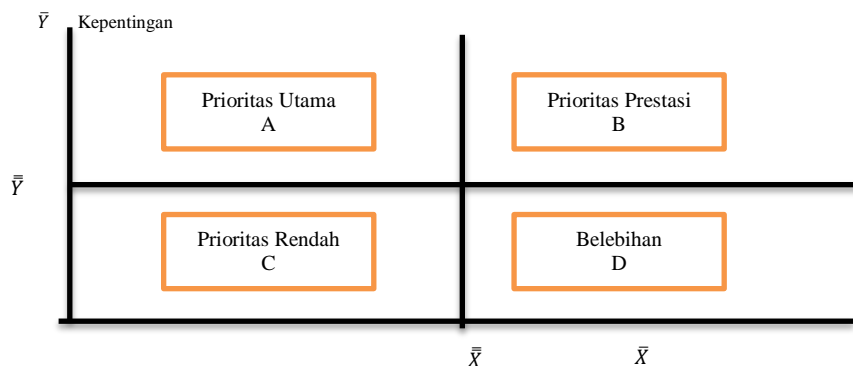 Ȳ Kepentingan
Prioritas Utama
A
Prioritas Prestasi
B
Y̿
Prioritas Rendah
C
Belebihan
D
X̿ X̄